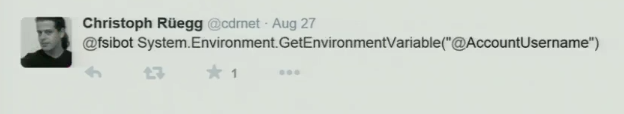 Christoph Rüegg @cdrnet · Aug 27
@fsibot System.Environment.GetEnvironmentVariable("@AccountUsername")
1